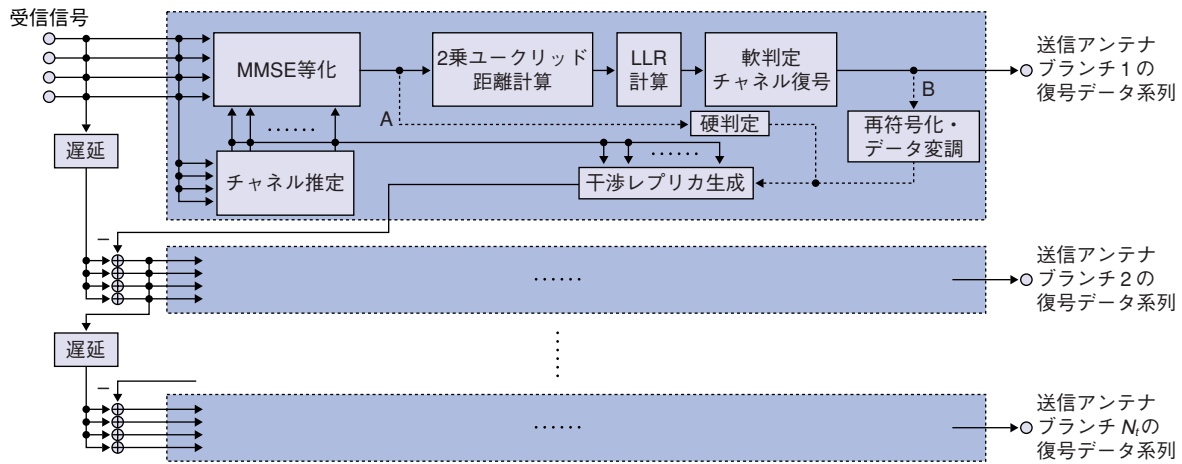 受信信号
MMSE等化
2乗ユークリッド
距離計算
LLR
計算
軟判定
チャネル復号
送信アンテナ
ブランチ1の
復号データ系列
A
B
硬判定
再符号化・
データ変調
遅延
……
……
チャネル推定
干渉レプリカ生成
−
……
送信アンテナ
ブランチ2の
復号データ系列
遅延
……
−
……
送信アンテナ
ブランチNtの
復号データ系列